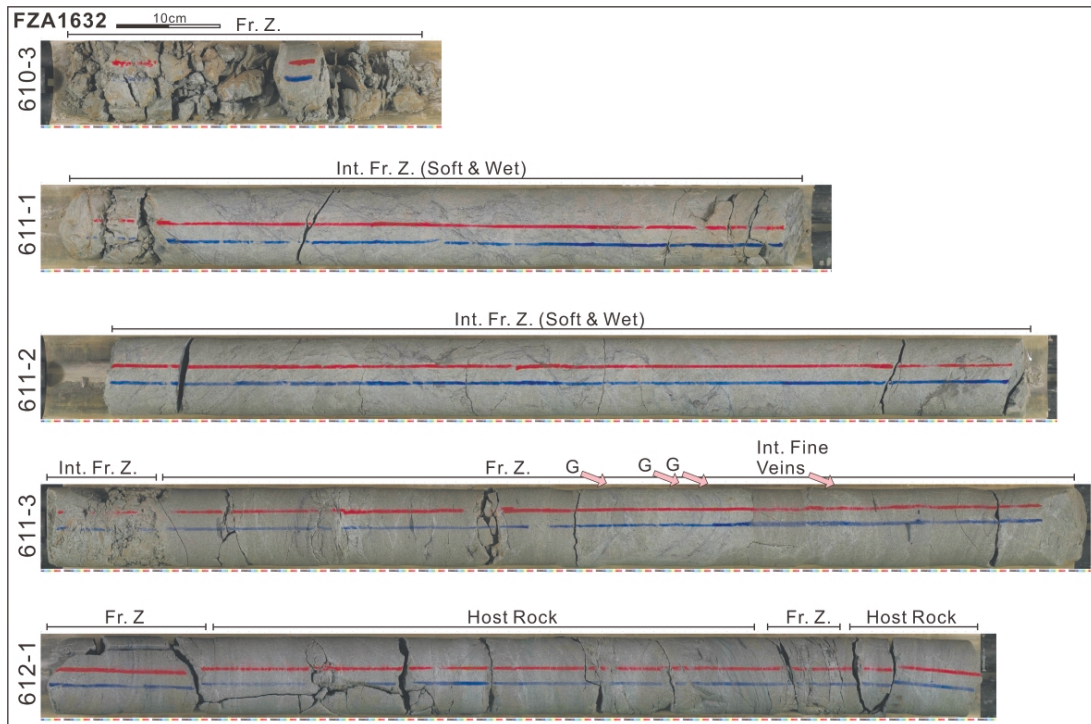 FZA1632
10cm
Fr. Z.
610-3
Int. Fr. Z. (Soft & Wet)
611-1
Int. Fr. Z. (Soft & Wet)
611-2
Int. Fr. Z.
Fr. Z.
G
G
G
Int. Fine
Veins
611-3
Fr. Z
Host Rock
Fr. Z.
Host Rock
612-1